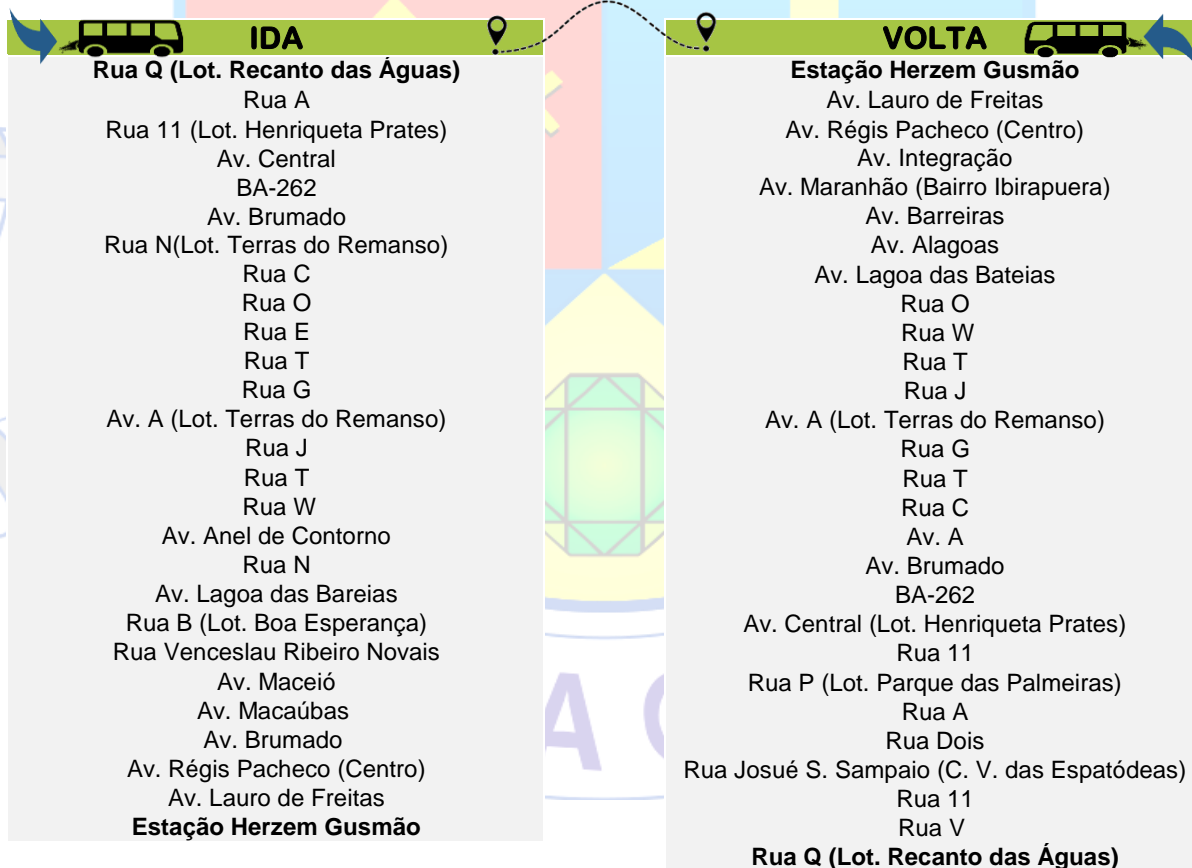 IDA
Rua Q (Lot. Recanto das Águas)
Rua A
Rua 11 (Lot. Henriqueta Prates)
Av. Central
BA-262
Av. Brumado
Rua N(Lot. Terras do Remanso)
Rua C
Rua O
Rua E
Rua T
Rua G
Av. A (Lot. Terras do Remanso)
Rua J
Rua T
Rua W
Av. Anel de Contorno
Rua N
Av. Lagoa das Bareias
Rua B (Lot. Boa Esperança)
Rua Venceslau Ribeiro Novais
Av. Maceió
Av. Macaúbas
Av. Brumado
Av. Régis Pacheco (Centro)
Av. Lauro de Freitas
Estação Herzem Gusmão
VOLTA
Estação Herzem Gusmão
Av. Lauro de Freitas
Av. Régis Pacheco (Centro)
Av. Integração
Av. Maranhão (Bairro Ibirapuera)
Av. Barreiras
Av. Alagoas
Av. Lagoa das Bateias
Rua O
Rua W
Rua T
Rua J
Av. A (Lot. Terras do Remanso)
Rua G
Rua T
Rua C
Av. A
Av. Brumado
BA-262
Av. Central (Lot. Henriqueta Prates)
Rua 11
Rua P (Lot. Parque das Palmeiras)
Rua A
Rua Dois
Rua Josué S. Sampaio (C. V. das Espatódeas)
Rua 11
Rua V
Rua Q (Lot. Recanto das Águas)